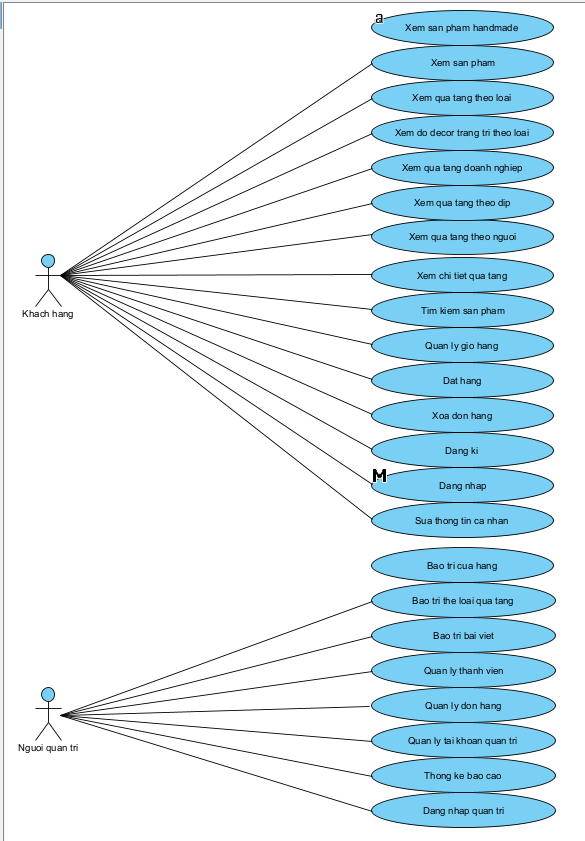 a
Xem san pham handmade
Xem san pham
Xem qua tang theo loai
Xem do decor trang tri theo loai
Xem qua tang doanh nghiep
Xem qua tang theo dip
Xem qua tang theo nguoi
Khach hang
Xem chi tiet qua tang
Tim kiem san pham
Quan ly gio hang
Dat hang
Xoa don hang
Dang ki
M
Dang nhap
Sua thong tin ca nhan
Bao tri cua hang
Bao tri the loai qua tang
Bao tri bai viet
Quan ly thanh vien
Quan ly don hang
Nguoi quan tri
Quan ly tai khoan quan tri
Thong ke bao cao
Dang nhap quan tri